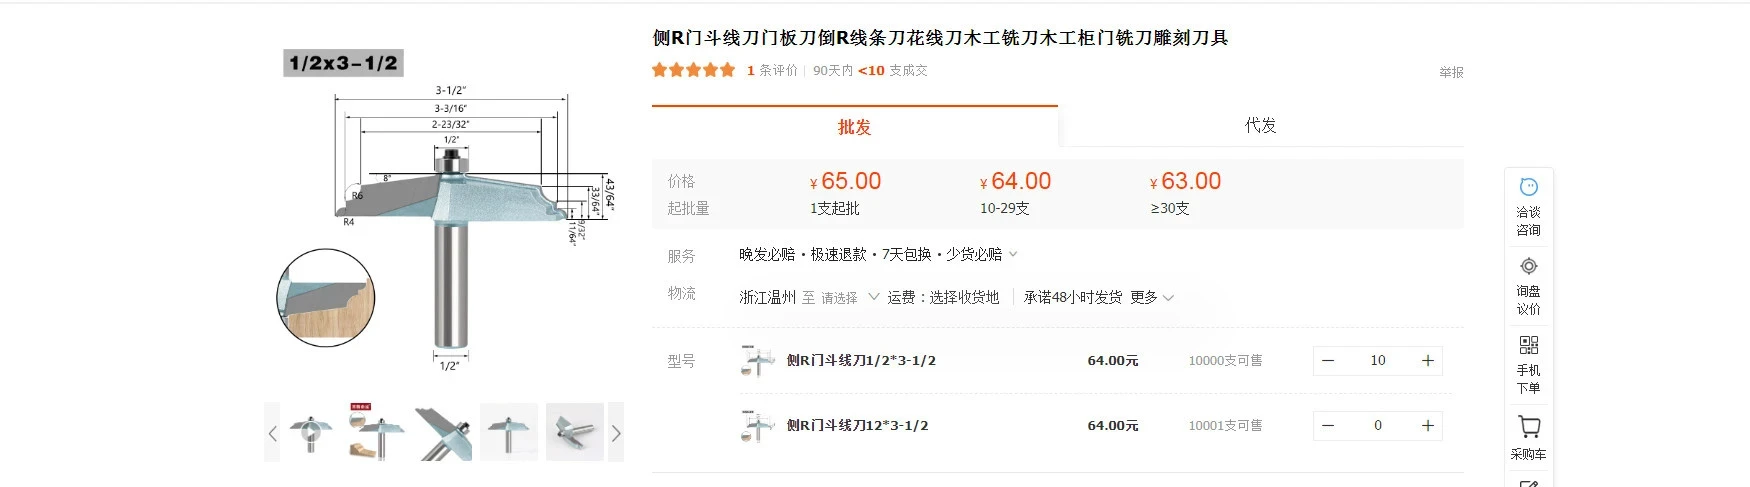 侧R门斗线刀门板刀倒R线条刀花线刀木工铣刀木工柜门铣刀雕刻刀具
1 条评价 90天内 <10 支成交
举报
1/2x3-1/2
3-1/2"
3-3/16"
2-23/32"
1/2"
8°
R6
R4
43/64"
33/64"
9/32"
11/64"
1/2"
批发
代发
价格 ¥65.00 ¥64.00 ¥63.00
起批量 1支起批 10-29支 ≥30支
服务 晚发必赔·极速退款·7天包换·少货必赔
物流 浙江温州 至 请选择 运费：选择收货地 承诺48小时发货 更多
型号 侧R门斗线刀1/2*3-1/2 64.00元 10000支可售 − 10 +
侧R门斗线刀12*3-1/2 64.00元 10001支可售 − 0 +
洽谈
咨询
询盘
议价
手机
下单
采购车